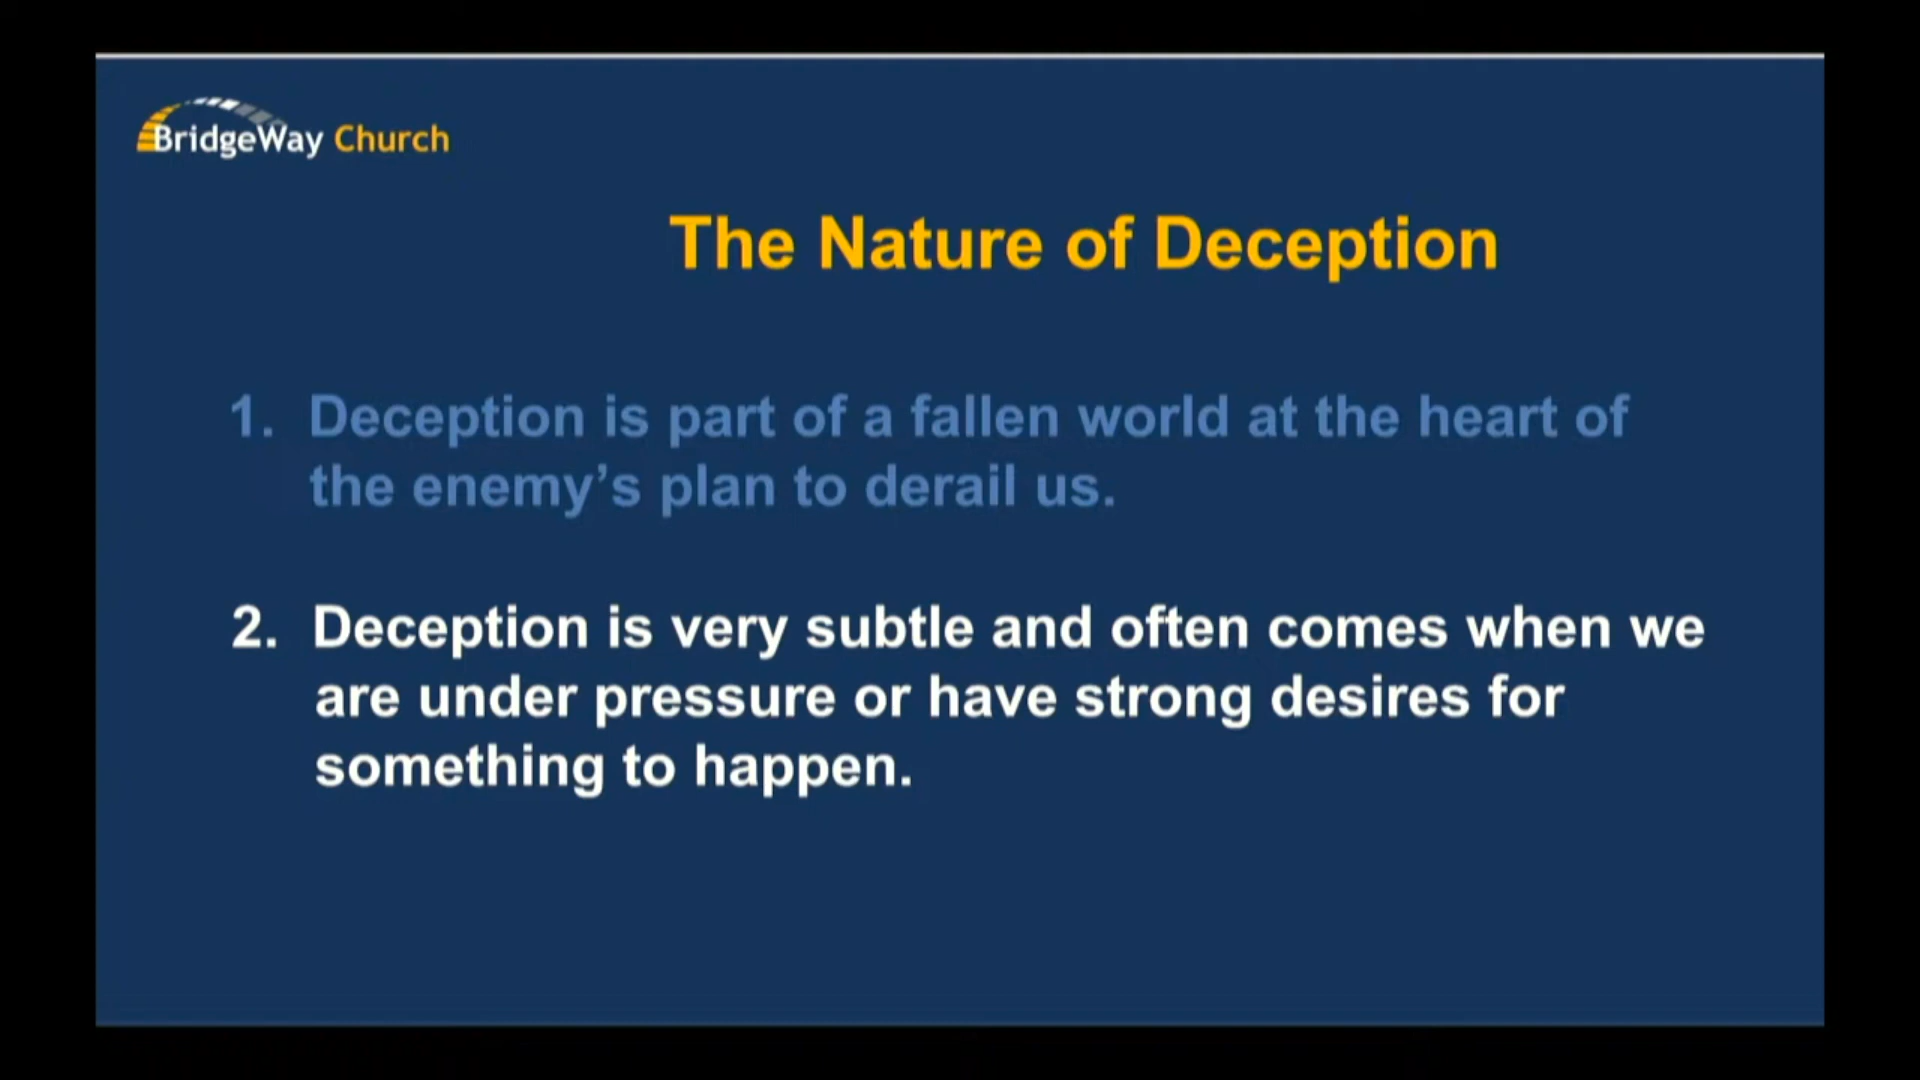 BridgeWay Church
The Nature of Deception
1. Deception is part of a fallen world at the heart of
the enemy’s plan to derail us.
2. Deception is very subtle and often comes when we
are under pressure or have strong desires for
something to happen.